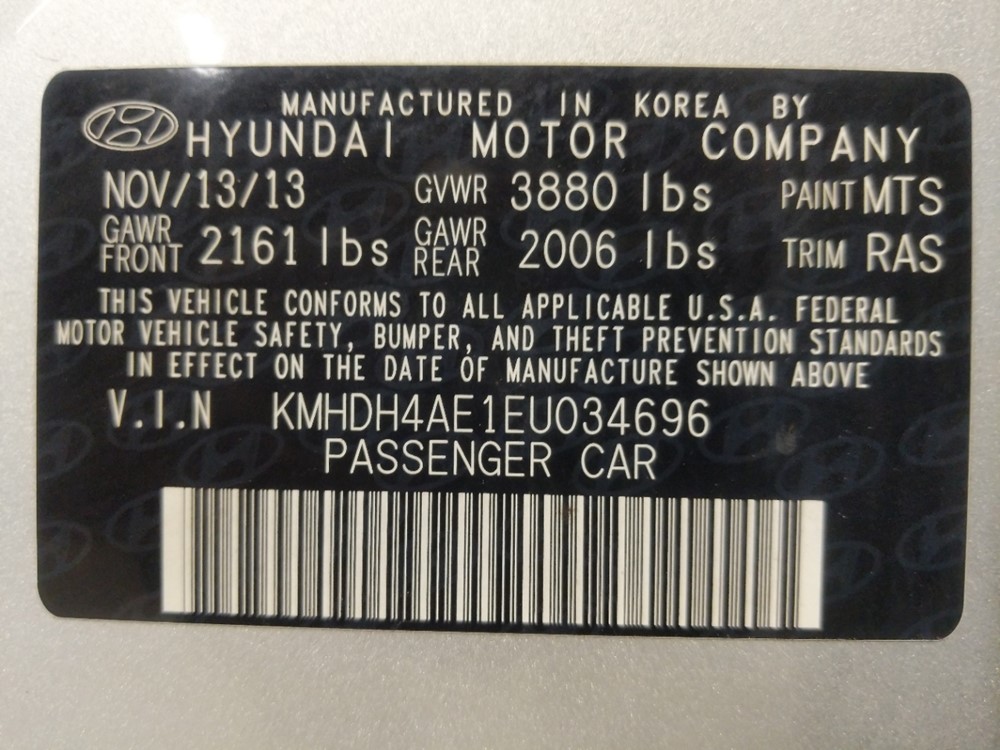 MANUFACTURED IN KOREA BY
HYUNDAI MOTOR COMPANY
NOV/13/13 GVWR 3880 lbs PAINT MTS
GAWR FRONT 2161 lbs GAWR REAR 2006 lbs TRIM RAS
THIS VEHICLE CONFORMS TO ALL APPLICABLE U.S.A. FEDERAL
MOTOR VEHICLE SAFETY, BUMPER, AND THEFT PREVENTION STANDARDS
IN EFFECT ON THE DATE OF MANUFACTURE SHOWN ABOVE
V.I.N KMHDH4AE1EU034696
PASSENGER CAR